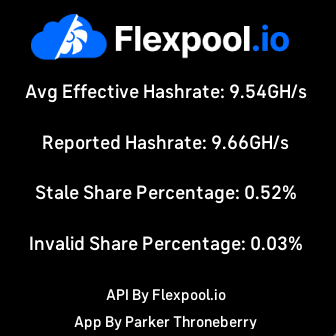 Flexpool.io
Avg Effective Hashrate: 9.54GH/s
Reported Hashrate: 9.66GH/s
Stale Share Percentage: 0.52%
Invalid Share Percentage: 0.03%
API By Flexpool.io
App By Parker Throneberry